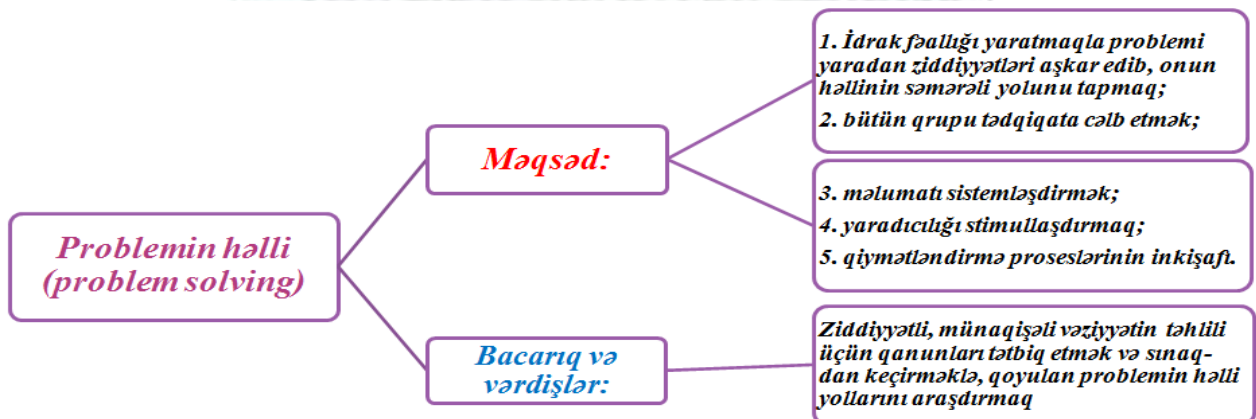 Problemin həlli
(problem solving)
Məqsəd:
1. İdrak fəallığı yaratmaqla problemi
yaradan ziddiyyətləri aşkar edib, onun
həllinin səmərəli yolunu tapmaq;
2. bütün qrupu tədqiqata cəlb etmək;
3. məlumatı sistemləşdirmək;
4. yaradıcılığı stimullaşdırmaq;
5. qiymətləndirmə proseslərinin inkişafı.
Bacarıq və
vərdişlər:
Ziddiyyətli, münaqişəli vəziyyətin təhlili
üçün qanunları tətbiq etmək və sınaq-
dan keçirməklə, qoyulan problemin həlli
yollarını araşdırmaq